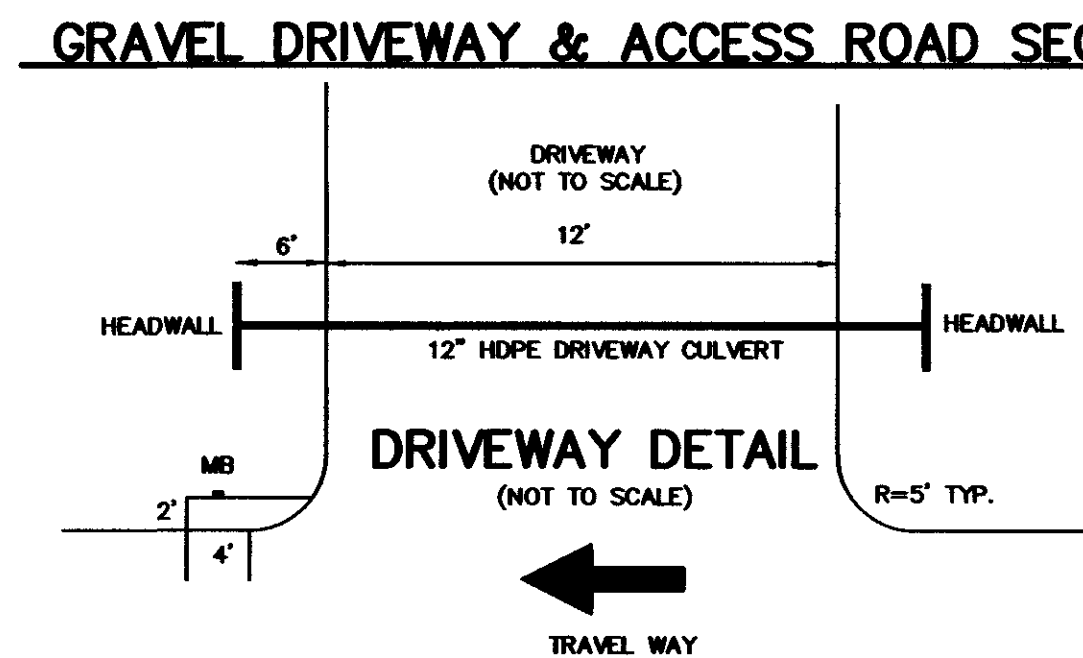 GRAVEL DRIVEWAY & ACCESS ROAD
DRIVEWAY
(NOT TO SCALE)
6'
12'
HEADWALL
HEADWALL
12" HDPE DRIVEWAY CULVERT
DRIVEWAY DETAIL
(NOT TO SCALE)
MB
2'
4'
R=5' TYP.
TRAVEL WAY